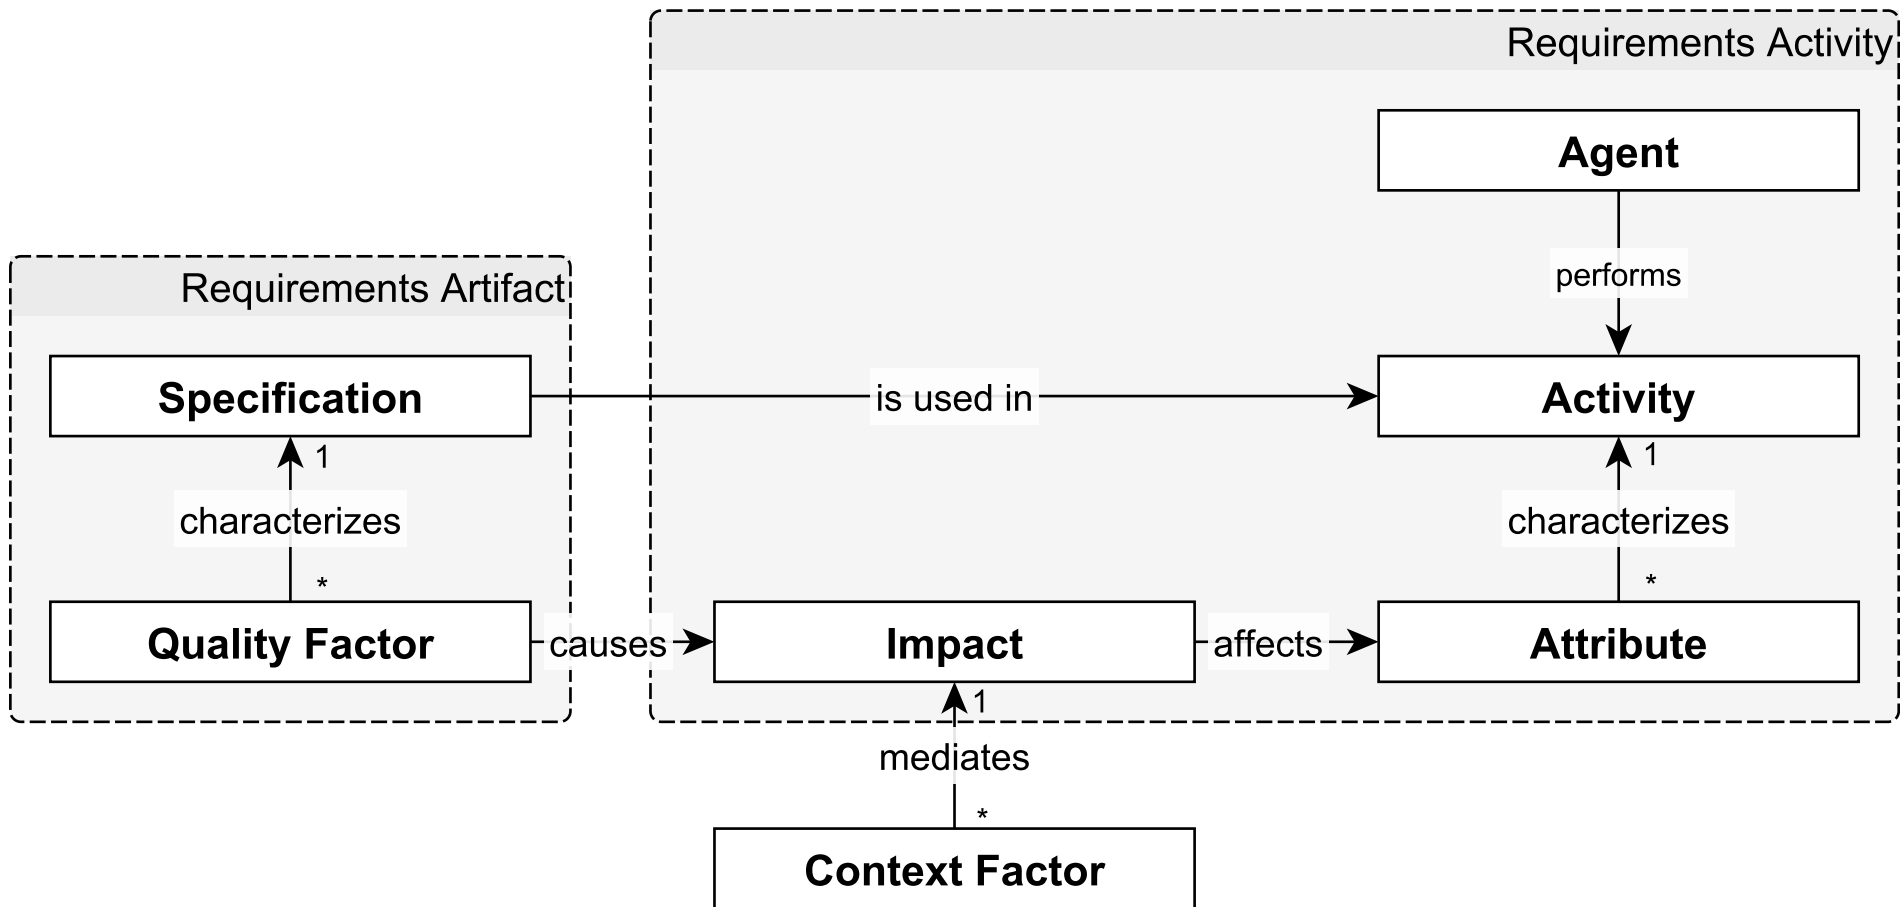 Requirements Activity
Agent
performs
Requirements Artifact
Specification
is used in
Activity
1
1
characterizes
characterizes
*
*
Quality Factor
causes
Impact
affects
Attribute
1
mediates
*
Context Factor